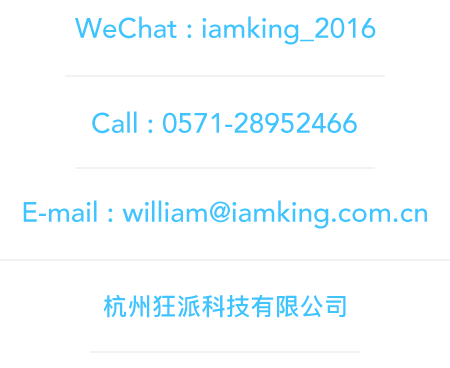 WeChat : iamking_2016
Call : 0571-28952466
E-mail : william@iamking.com.cn
杭州狂派科技有限公司